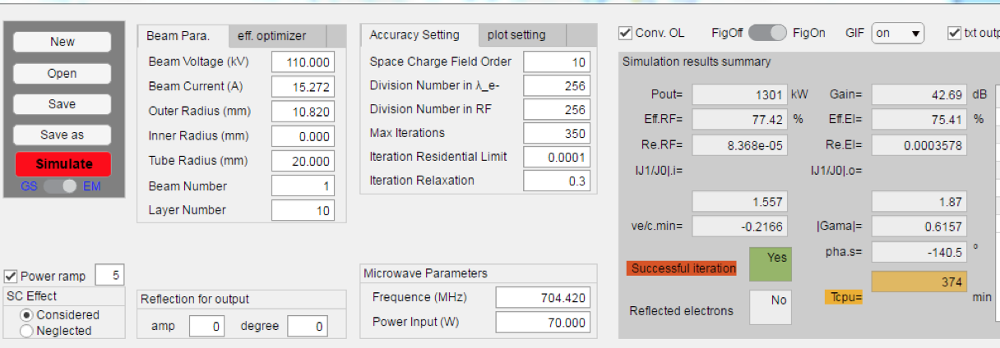 New
Open
Save
Save as
Simulate
GS EM
Power ramp 5
SC Effect
Considered
Neglected
Beam Para. eff. optimizer
Beam Voltage (kV) 110.000
Beam Current (A) 15.272
Outer Radius (mm) 10.820
Inner Radius (mm) 0.000
Tube Radius (mm) 20.000
Beam Number 1
Layer Number 10
Reflection for output
amp 0 degree 0
Accuracy Setting plot setting
Space Charge Field Order 10
Division Number in λ_e- 256
Division Number in RF 256
Max Iterations 350
Iteration Residential Limit 0.0001
Iteration Relaxation 0.3
Microwave Parameters
Frequence (MHz) 704.420
Power Input (W) 70.000
Conv. OL FigOff FigOn GIF on txt outp
Simulation results summary
Pout= 1301 kW Gain= 42.69 dB
Eff.RF= 77.42 % Eff.El= 75.41 %
Re.RF= 8.368e-05 Re.El= 0.0003578
|J1/J0|.i= |J1/J0|.o=
1.557 1.87
ve/c.min= -0.2166 |Gama|= 0.6157
pha.s= -140.5 °
Successful iteration Yes
Tcpu= 374 min
Reflected electrons No